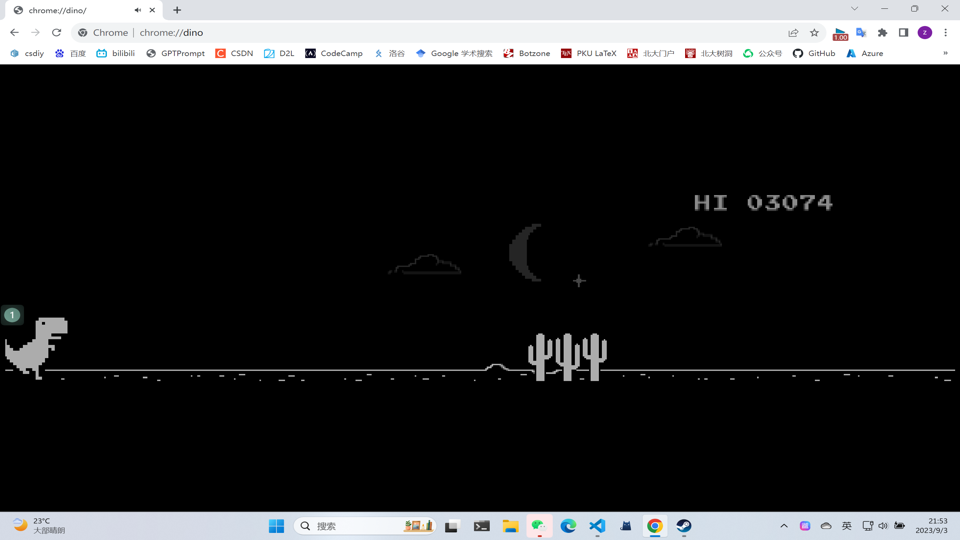 chrome://dino/
Chrome | chrome://dino
1.00
z
csdiy 百度 bilibili GPTPrompt CSDN D2L CodeCamp 洛谷 Google 学术搜索 Botzone PKU LaTeX 北大门户 北大树洞 公众号 GitHub Azure »
HI 03074
1
23°C
大部晴朗
搜索
英
21:53
2023/9/3